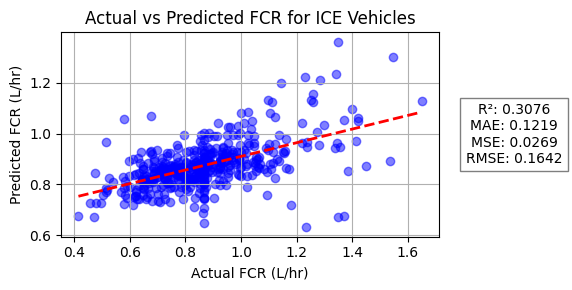 Actual vs Predicted FCR for ICE Vehicles
Predicted FCR (L/hr)
1.2
1.0
0.8
0.6
0.4
0.6
0.8
1.0
1.2
1.4
1.6
Actual FCR (L/hr)
R²: 0.3076
MAE: 0.1219
MSE: 0.0269
RMSE: 0.1642